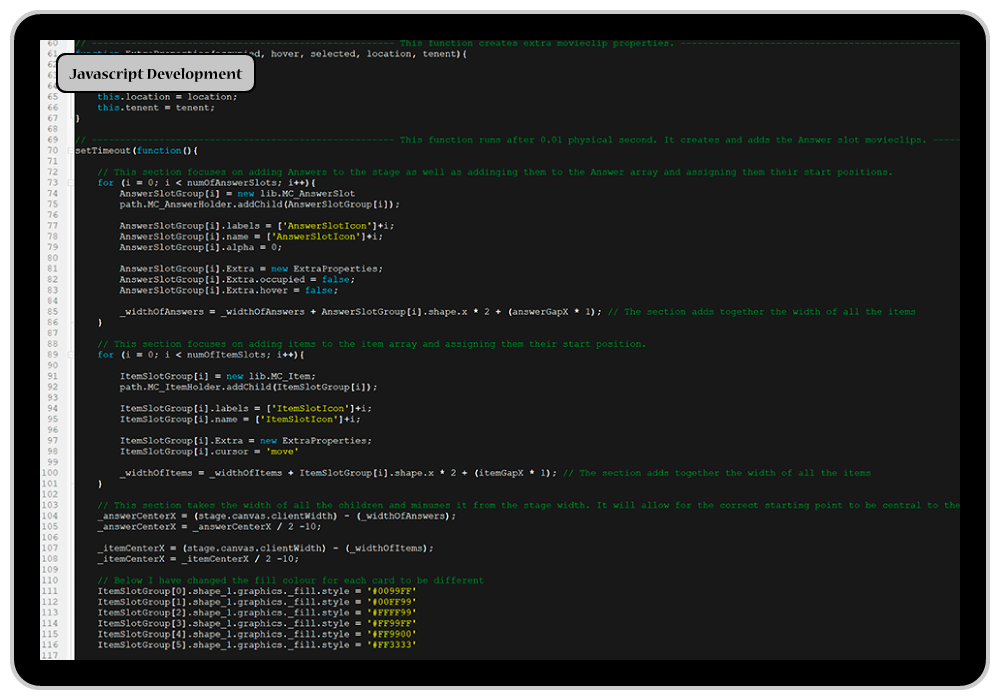 Javascript Development
60 // ------------------------------------------------------ This function creates extra movieclip properties. --------------------------------------------------
61 hover, selected, location, tenent){
62
65     this.location = location;
66     this.tenent = tenent;
67 }
68
69 // ------------------------------------------------------ This function runs after 0.01 physical second. It creates and adds the Answer slot movieclips. -----
70 setTimeout(function(){
71
72     // This section focuses on adding Answers to the stage as well as addinging them to the Answer array and assigning them their start positions.
73     for (i = 0; i < numOfAnswerSlots; i++){
74         AnswerSlotGroup[i] = new lib.MC_AnswerSlot
75         path.MC_AnswerHolder.addChild(AnswerSlotGroup[i]);
76
77         AnswerSlotGroup[i].labels = ['AnswerSlotIcon']+i;
78         AnswerSlotGroup[i].name = ['AnswerSlotIcon']+i;
79         AnswerSlotGroup[i].alpha = 0;
80
81         AnswerSlotGroup[i].Extra = new ExtraProperties;
82         AnswerSlotGroup[i].Extra.occupied = false;
83         AnswerSlotGroup[i].Extra.hover = false;
84
85         _widthOfAnswers = _widthOfAnswers + AnswerSlotGroup[i].shape.x * 2 + (answerGapX * 1); // The section adds together the width of all the items
86     }
87
88     // This section focuses on adding items to the item array and assigning them their start position.
89     for (i = 0; i < numOfItemSlots; i++){
90
91         ItemSlotGroup[i] = new lib.MC_Item;
92         path.MC_ItemHolder.addChild(ItemSlotGroup[i]);
93
94         ItemSlotGroup[i].labels = ['ItemSlotIcon']+i;
95         ItemSlotGroup[i].name = ['ItemSlotIcon']+i;
96
97         ItemSlotGroup[i].Extra = new ExtraProperties;
98         ItemSlotGroup[i].cursor = 'move'
99
100         _widthOfItems = _widthOfItems + ItemSlotGroup[i].shape.x * 2 + (itemGapX * 1); // The section adds together the width of all the items
101     }
102
103     // This section takes the width of all the children and minuses it from the stage width. It will allow for the correct starting point to be central to the
104     _answerCenterX = (stage.canvas.clientWidth) - (_widthOfAnswers);
105     _answerCenterX = _answerCenterX / 2 -10;
106
107     _itemCenterX = (stage.canvas.clientWidth) - (_widthOfItems);
108     _itemCenterX = _itemCenterX / 2 -10;
109
110     // Below I have changed the fill colour for each card to be different
111     ItemSlotGroup[0].shape_1.graphics._fill.style = '#0099FF'
112     ItemSlotGroup[1].shape_1.graphics._fill.style = '#00FF99'
113     ItemSlotGroup[2].shape_1.graphics._fill.style = '#FFFF99'
114     ItemSlotGroup[3].shape_1.graphics._fill.style = '#FF99FF'
115     ItemSlotGroup[4].shape_1.graphics._fill.style = '#FF9900'
116     ItemSlotGroup[5].shape_1.graphics._fill.style = '#FF3333'
117